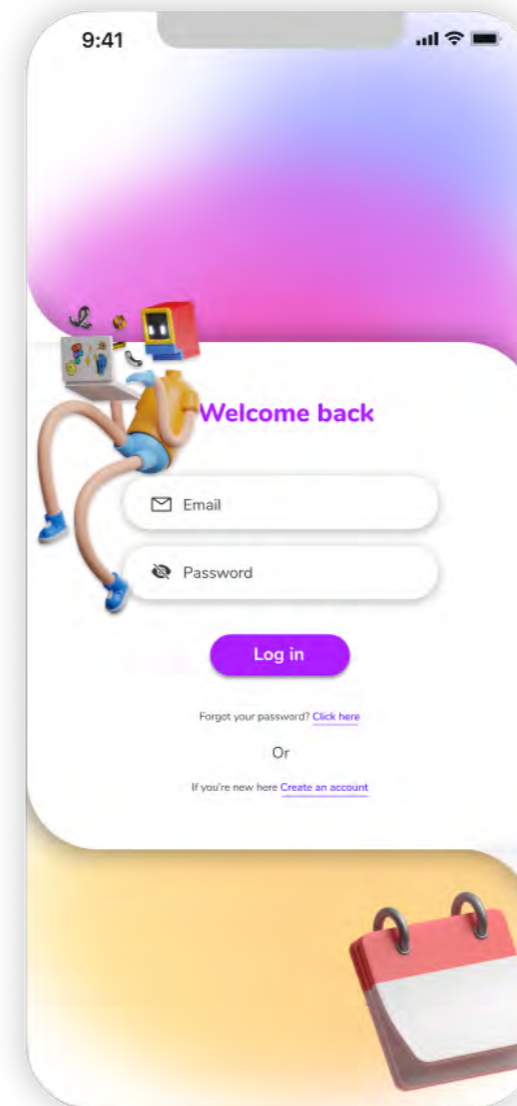 9:41
Welcome back
Email
Password
Log in
Forgot your password? Click here
Or
If you're new here Create an account